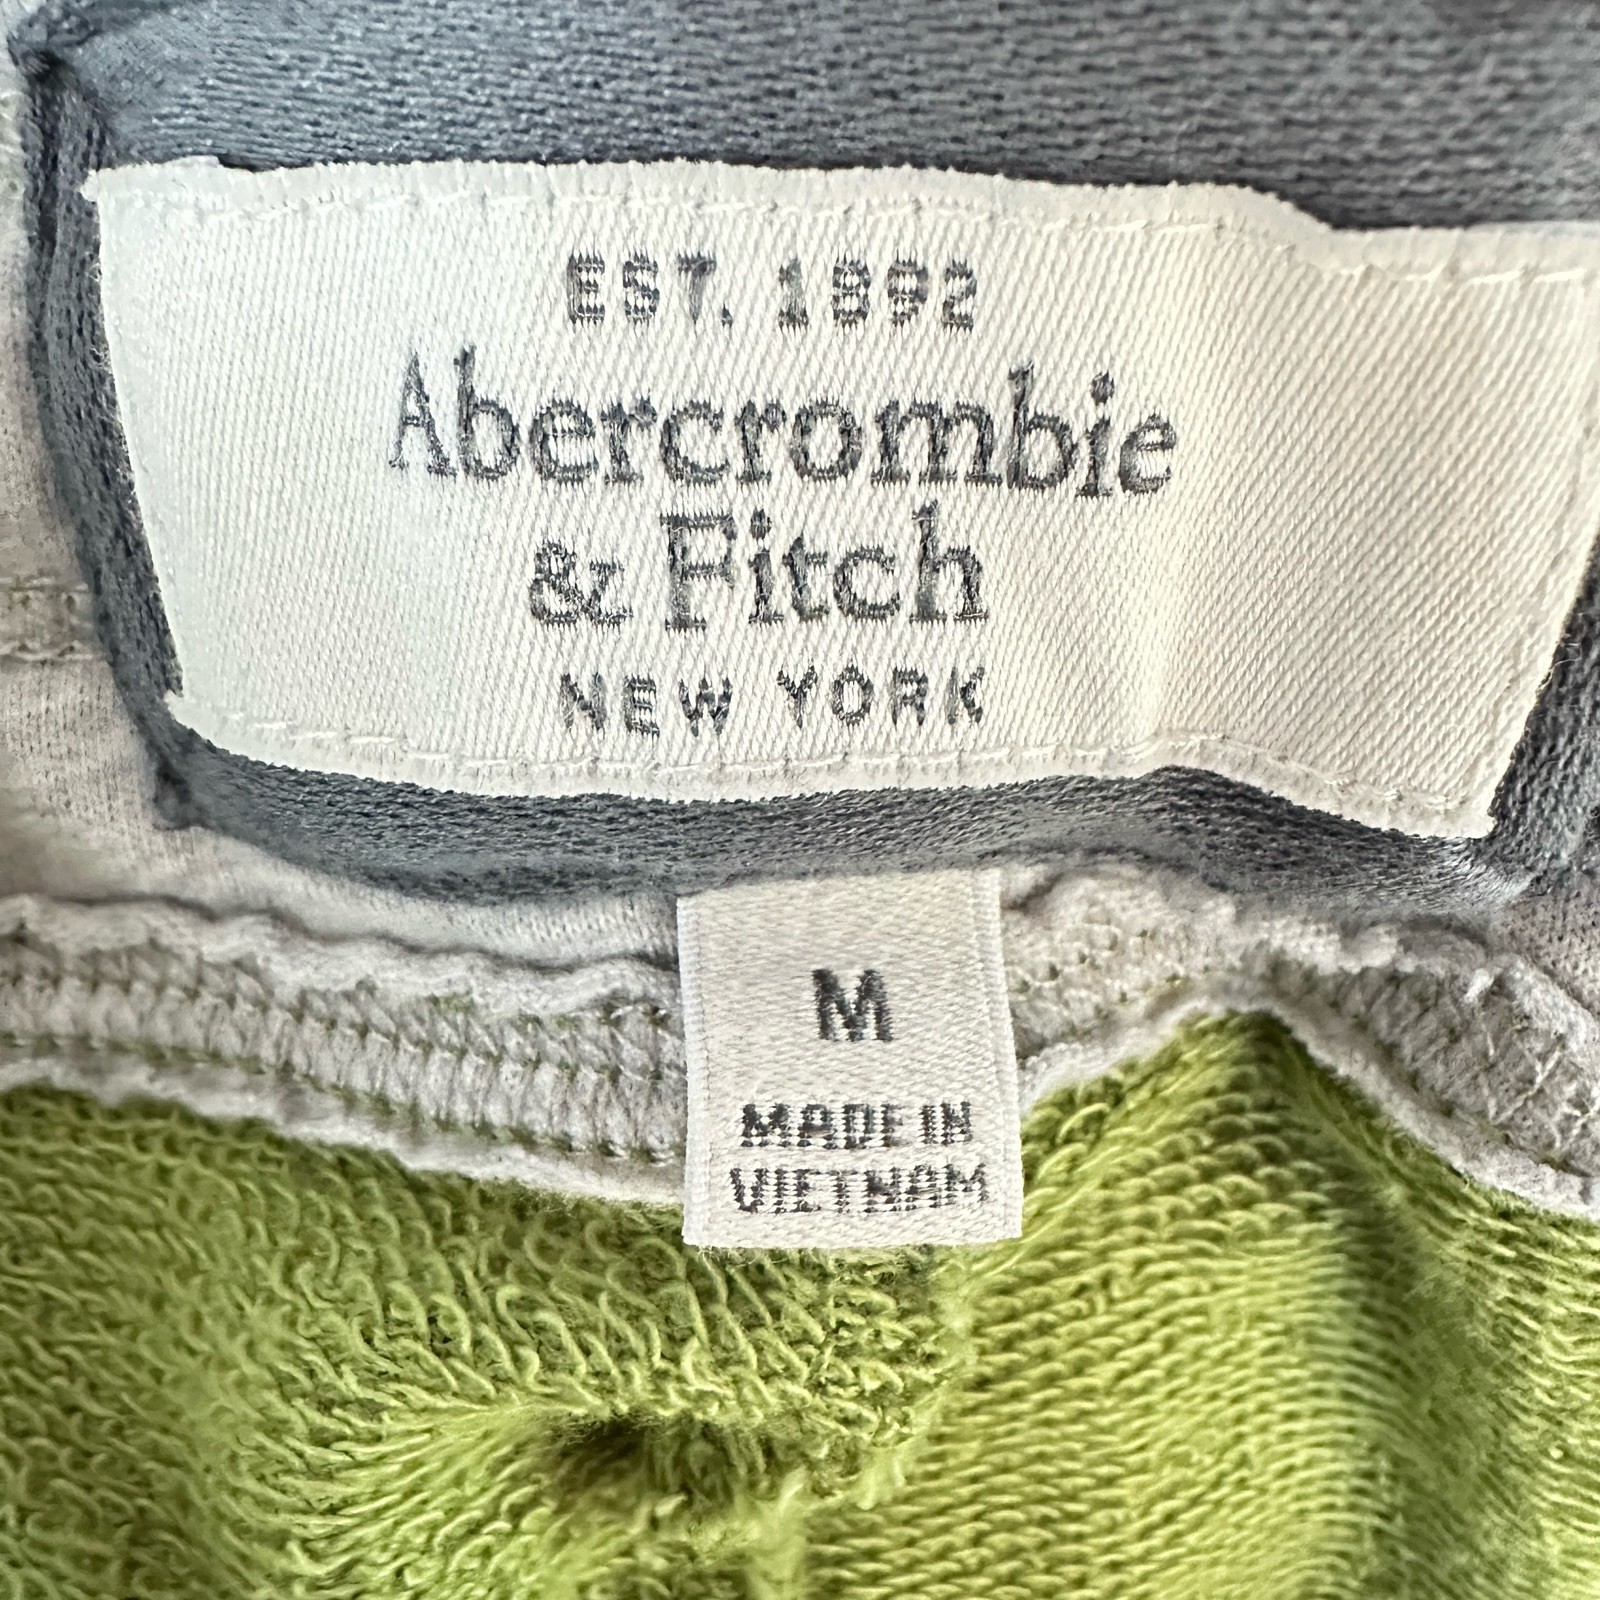 EST. 1892
Abercrombie
& Fitch
NEW YORK
M
MADE IN
VIETNAM